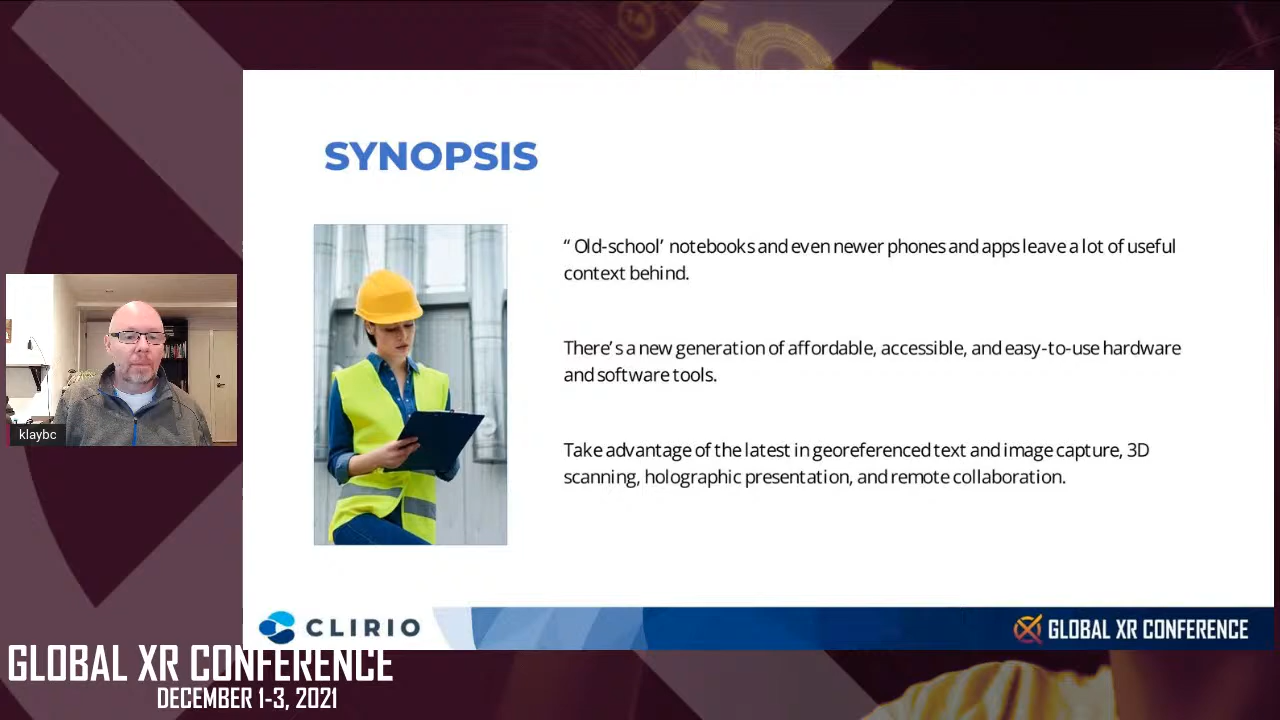 SYNOPSIS
“ Old-school’ notebooks and even newer phones and apps leave a lot of useful
context behind.
There’s a new generation of affordable, accessible, and easy-to-use hardware
and software tools.
Take advantage of the latest in georeferenced text and image capture, 3D
scanning, holographic presentation, and remote collaboration.
klaybc
CLIRIO
GLOBAL XR CONFERENCE
GLOBAL XR CONFERENCE
DECEMBER 1-3, 2021